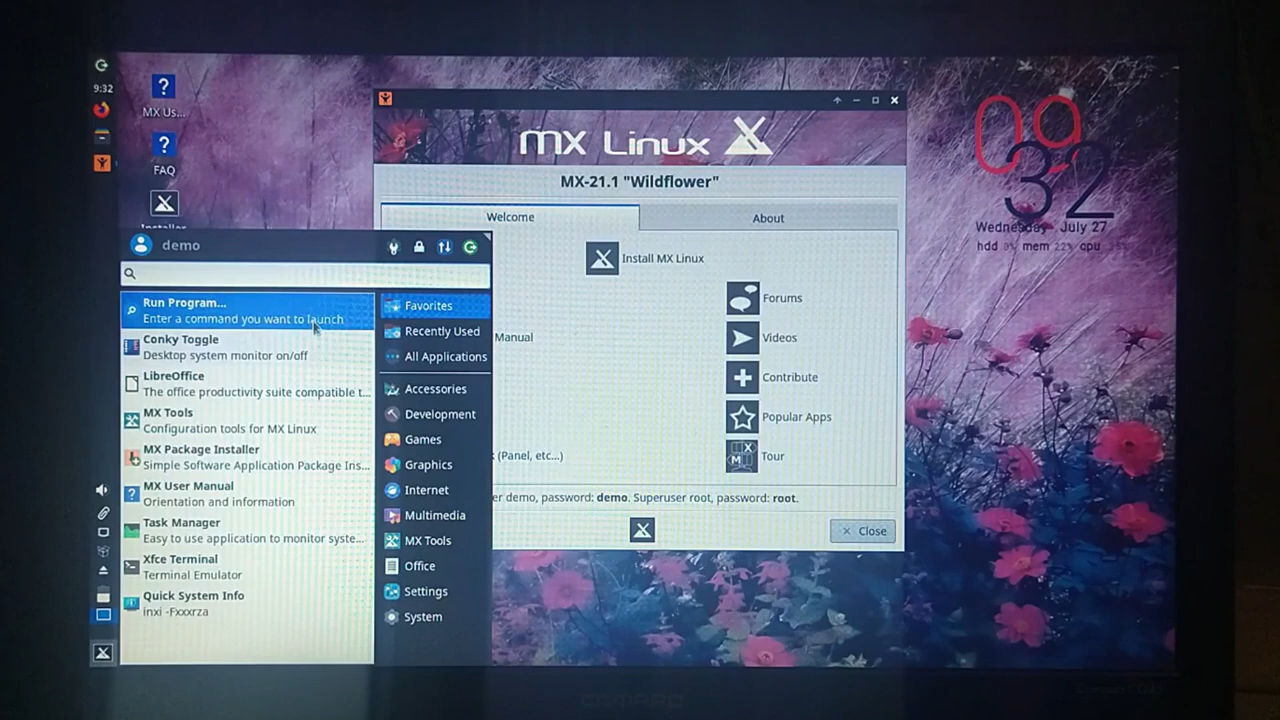 9:32
MX Us...
FAQ
MX Linux
MX-21.1 "Wildflower"
Welcome
About
Install MX Linux
Forums
Manual
Videos
Contribute
Popular Apps
(Panel, etc...)
Tour
demo, password: demo. Superuser root, password: root.
Close
09
32
Wednesday July 27
hdd 0% mem 22% cpu
Installer
demo
Run Program...
Enter a command you want to launch
Conky Toggle
Desktop system monitor on/off
LibreOffice
The office productivity suite compatible t...
MX Tools
Configuration tools for MX Linux
MX Package Installer
Simple Software Application Package Ins...
MX User Manual
Orientation and information
Task Manager
Easy to use application to monitor syste...
Xfce Terminal
Terminal Emulator
Quick System Info
inxi -Fxxxrza
Favorites
Recently Used
All Applications
Accessories
Development
Games
Graphics
Internet
Multimedia
MX Tools
Office
Settings
System
COMPAQ